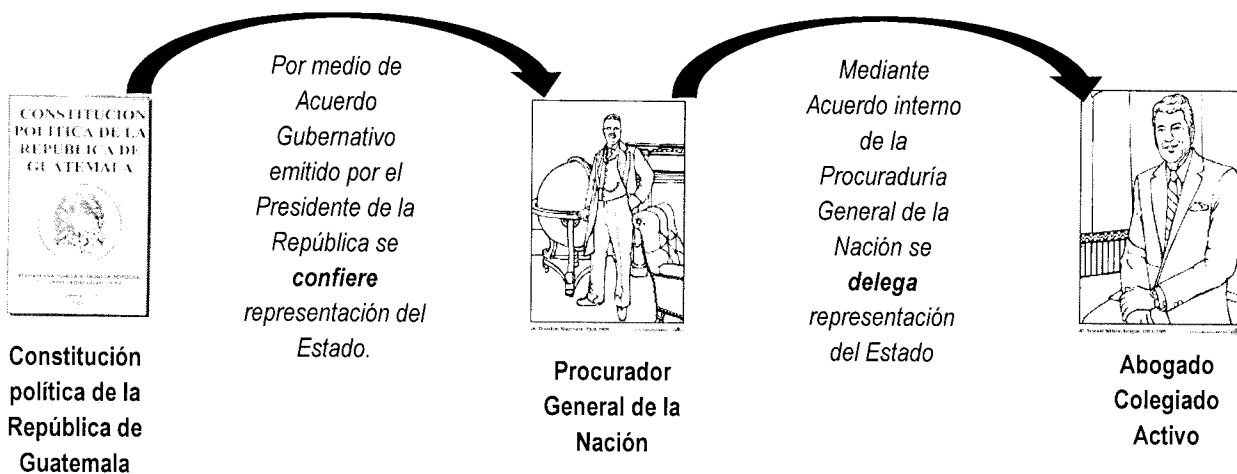 CONSTITUCION
POLITICA DE LA
REPUBLICA DE
GUATEMALA
Constitución
política de la
República de
Guatemala
Por medio de
Acuerdo
Gubernativo
emitido por el
Presidente de la
República se
confiere
representación del
Estado.
Procurador
General de la
Nación
Mediante
Acuerdo interno
de la
Procuraduría
General de la
Nación se
delega
representación
del Estado
Abogado
Colegiado
Activo